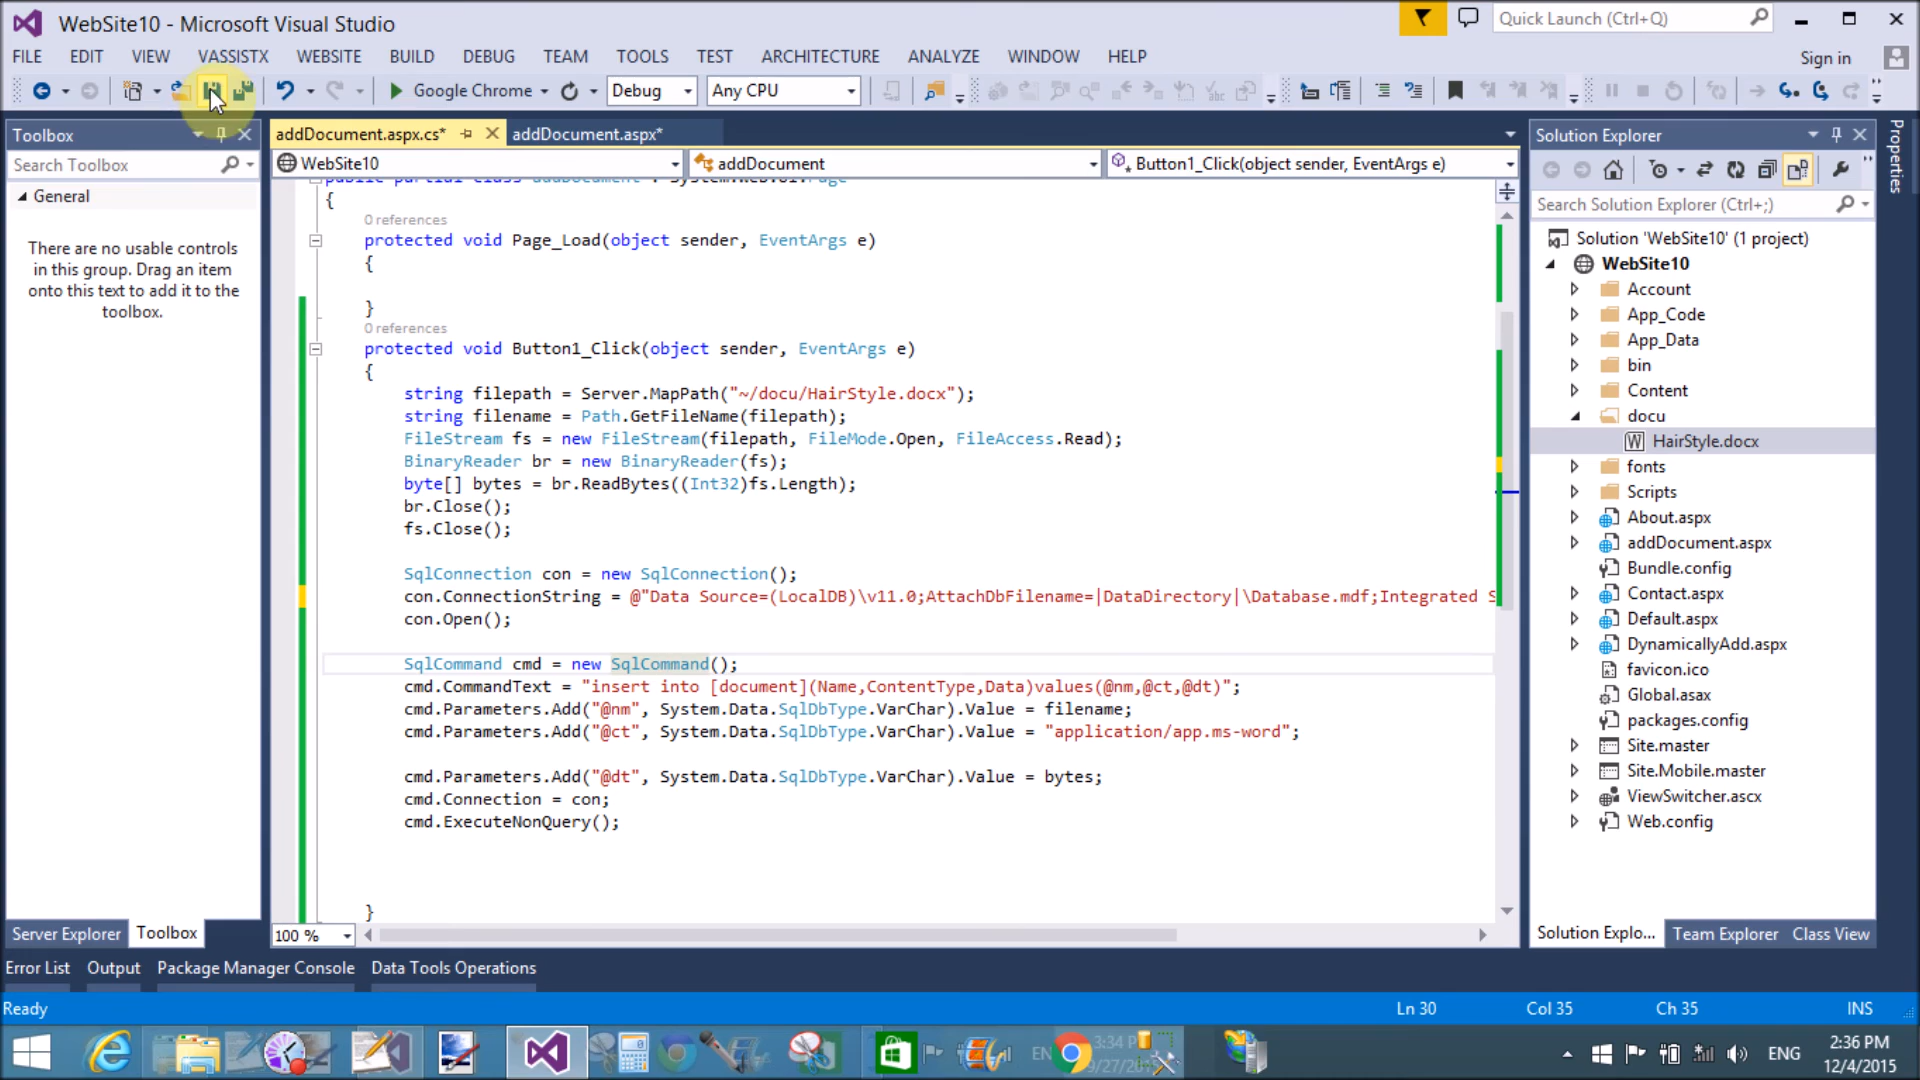 WebSite10 - Microsoft Visual Studio
Quick Launch (Ctrl+Q)
FILE EDIT VIEW VASSISTX WEBSITE BUILD DEBUG TEAM TOOLS TEST ARCHITECTURE ANALYZE WINDOW HELP
Sign in
Google Chrome Debug Any CPU
Toolbox
Search Toolbox
General
There are no usable controls
in this group. Drag an item
onto this text to add it to the
toolbox.
Server Explorer Toolbox
addDocument.aspx.cs* addDocument.aspx*
WebSite10 addDocument Button1_Click(object sender, EventArgs e)
public partial class addDocument : System.Web.UI.Page
{
0 references
protected void Page_Load(object sender, EventArgs e)
{
}
0 references
protected void Button1_Click(object sender, EventArgs e)
{
string filepath = Server.MapPath("~/docu/HairStyle.docx");
string filename = Path.GetFileName(filepath);
FileStream fs = new FileStream(filepath, FileMode.Open, FileAccess.Read);
BinaryReader br = new BinaryReader(fs);
byte[] bytes = br.ReadBytes((Int32)fs.Length);
br.Close();
fs.Close();
SqlConnection con = new SqlConnection();
con.ConnectionString = @"Data Source=(LocalDB)\v11.0;AttachDbFilename=|DataDirectory|\Database.mdf;Integrated S
con.Open();
SqlCommand cmd = new SqlCommand();
cmd.CommandText = "insert into [document](Name,ContentType,Data)values(@nm,@ct,@dt)";
cmd.Parameters.Add("@nm", System.Data.SqlDbType.VarChar).Value = filename;
cmd.Parameters.Add("@ct", System.Data.SqlDbType.VarChar).Value = "application/app.ms-word";
cmd.Parameters.Add("@dt", System.Data.SqlDbType.VarChar).Value = bytes;
cmd.Connection = con;
cmd.ExecuteNonQuery();
}
100 %
Solution Explorer
Search Solution Explorer (Ctrl+;)
Solution 'WebSite10' (1 project)
WebSite10
Account
App_Code
App_Data
bin
Content
docu
HairStyle.docx
fonts
Scripts
About.aspx
addDocument.aspx
Bundle.config
Contact.aspx
Default.aspx
DynamicallyAdd.aspx
favicon.ico
Global.asax
packages.config
Site.master
Site.Mobile.master
ViewSwitcher.ascx
Web.config
Solution Explo... Team Explorer Class View
Properties
Error List Output Package Manager Console Data Tools Operations
Ready Ln 30 Col 35 Ch 35 INS
EN
3:34 P
9/27/20
ENG
2:36 PM
12/4/2015